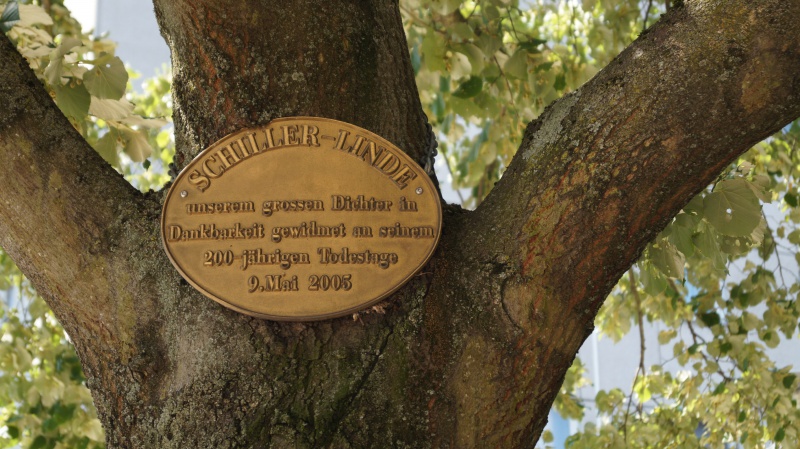 SCHILLER-LINDE
unserem grossen Dichter in
Dankbarkeit gewidmet an seinem
200-jährigen Todestage
9.Mai 2005